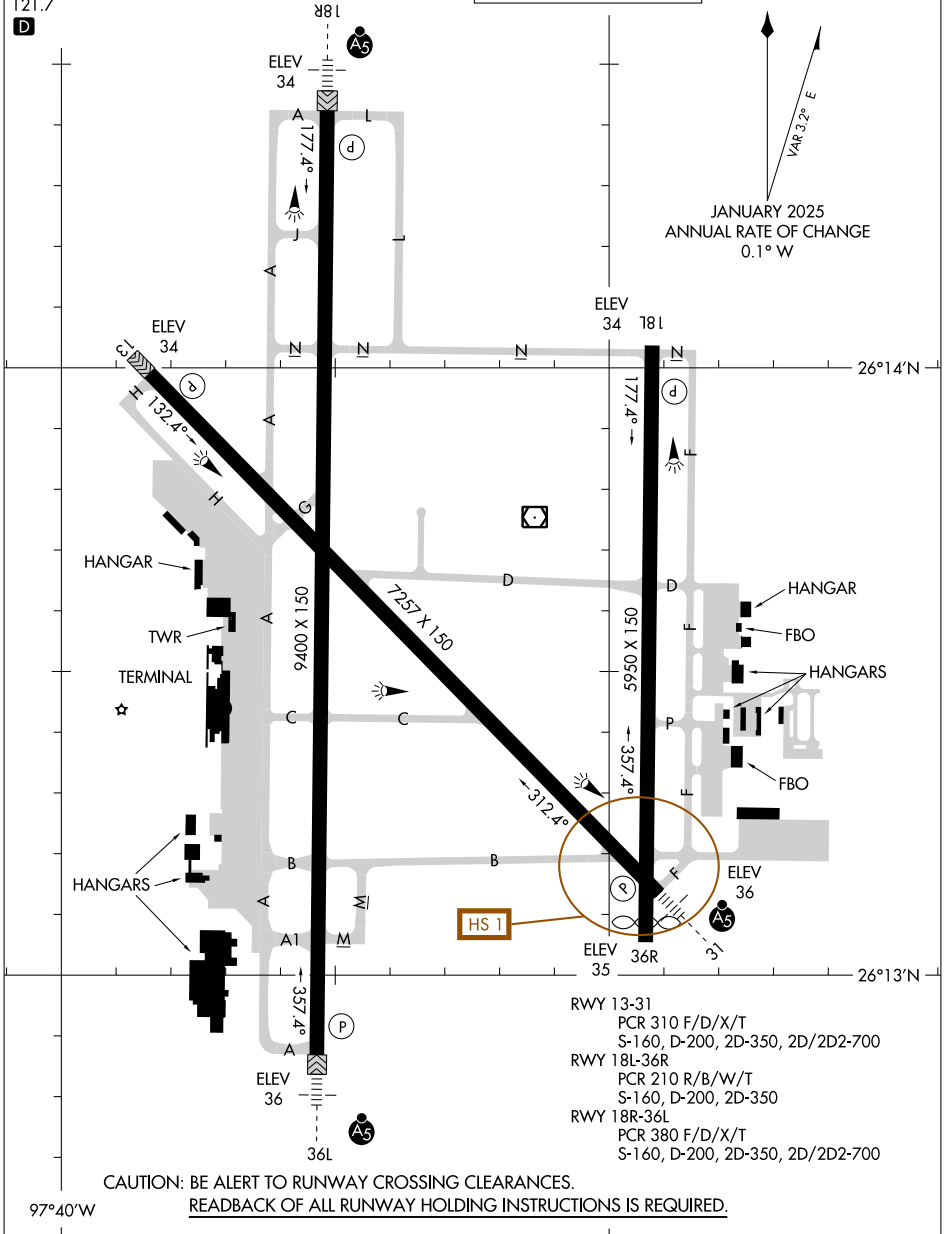 121.7
D
18R
A5
ELEV
34
A
L
177.4°
P
VAR 3.2° E
JANUARY 2025
ANNUAL RATE OF CHANGE
0.1° W
J
L
A
ELEV
34
13
ELEV
34
18L
N
N
N
N
26°14'N
P
H
132.4°
A
177.4°
P
F
H
G
D
HANGAR
D
HANGAR
TWR
A
9400 X 150
7257 X 150
5950 X 150
F
FBO
TERMINAL
HANGARS
C
C
P
357.4°
F
FBO
312.4°
B
B
F
ELEV
36
HANGARS
A
M
P
A5
HS 1
A1
M
31
ELEV
35
36R
26°13'N
357.4°
P
A
ELEV
36
A5
36L
RWY 13-31
PCR 310 F/D/X/T
S-160, D-200, 2D-350, 2D/2D2-700
RWY 18L-36R
PCR 210 R/B/W/T
S-160, D-200, 2D-350
RWY 18R-36L
PCR 380 F/D/X/T
S-160, D-200, 2D-350, 2D/2D2-700
CAUTION: BE ALERT TO RUNWAY CROSSING CLEARANCES.
READBACK OF ALL RUNWAY HOLDING INSTRUCTIONS IS REQUIRED.
97°40'W